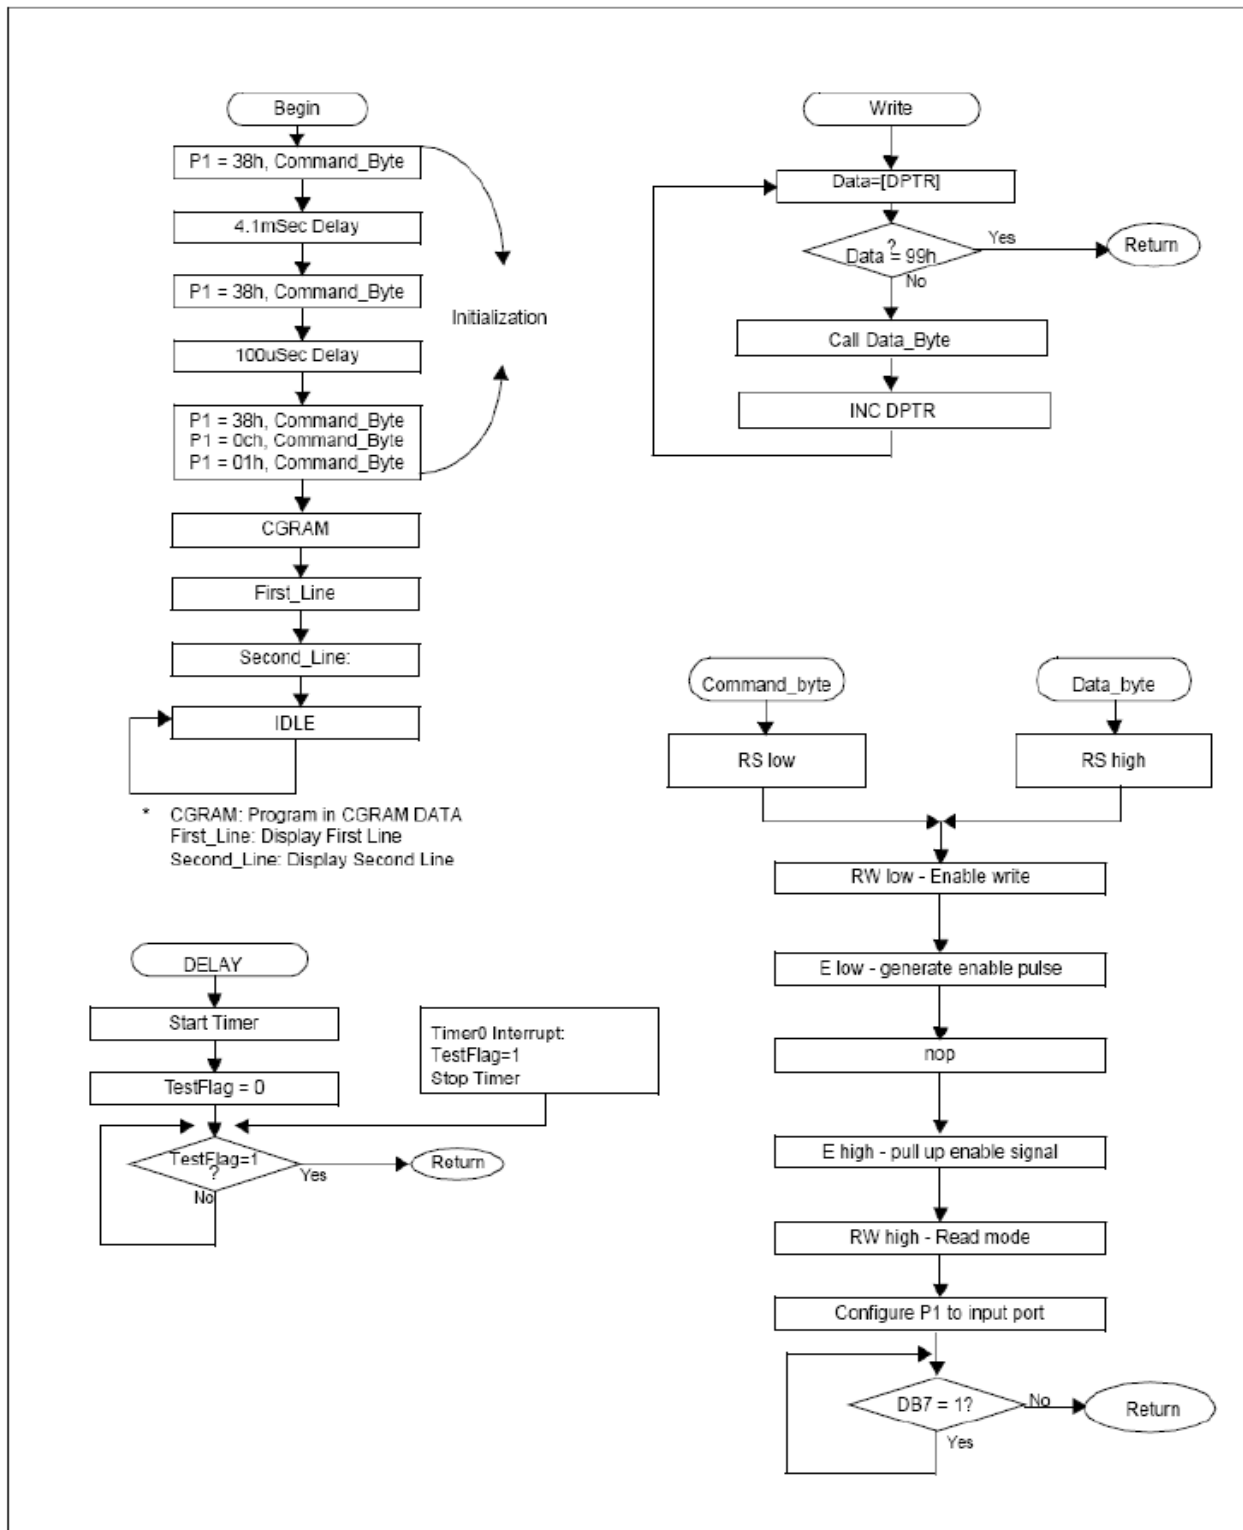 Begin
P1 = 38h, Command_Byte
4.1mSec Delay
P1 = 38h, Command_Byte
100uSec Delay
P1 = 38h, Command_Byte
P1 = 0ch, Command_Byte
P1 = 01h, Command_Byte
Initialization
CGRAM
First_Line
Second_Line:
IDLE
* CGRAM: Program in CGRAM DATA
First_Line: Display First Line
Second_Line: Display Second Line
Write
Data=[DPTR]
?
Data = 99h
Yes
Return
No
Call Data_Byte
INC DPTR
DELAY
Start Timer
TestFlag = 0
Timer0 Interrupt:
TestFlag=1
Stop Timer
TestFlag=1
?
Yes
Return
No
Command_byte
Data_byte
RS low
RS high
RW low - Enable write
E low - generate enable pulse
nop
E high - pull up enable signal
RW high - Read mode
Configure P1 to input port
DB7 = 1?
No
Return
Yes